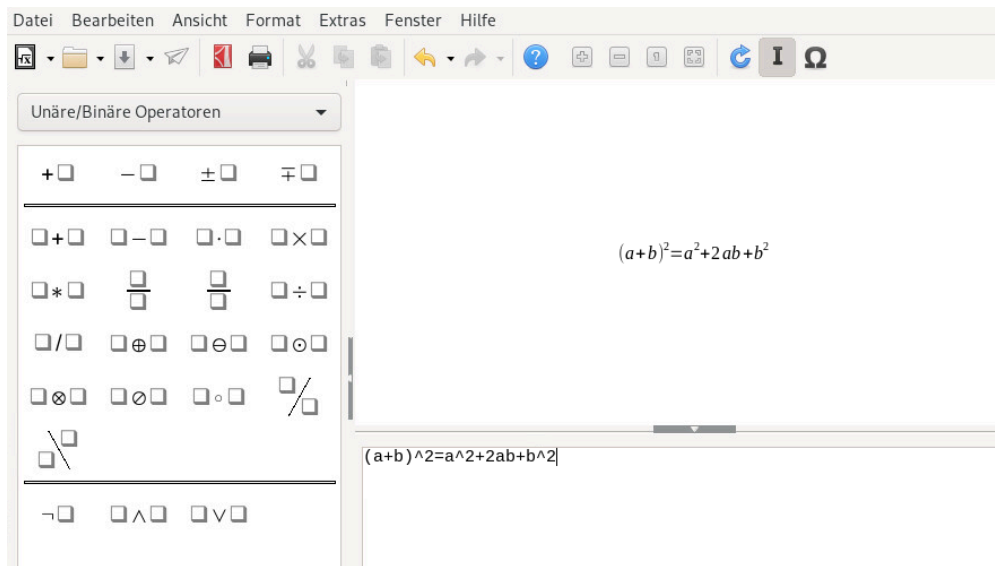 Datei Bearbeiten Ansicht Format Extras Fenster Hilfe
Unäre/Binäre Operatoren
+□ −□ ±□ ∓□
□+□ □−□ □·□ □×□
□∗□ □/□ □/□ □÷□
□/□ □⊕□ □⊖□ □⊙□
□⊗□ □⊘□ □∘□ □/□
□\□
¬□ □∧□ □∨□
(a+b)²=a²+2ab+b²
(a+b)^2=a^2+2ab+b^2